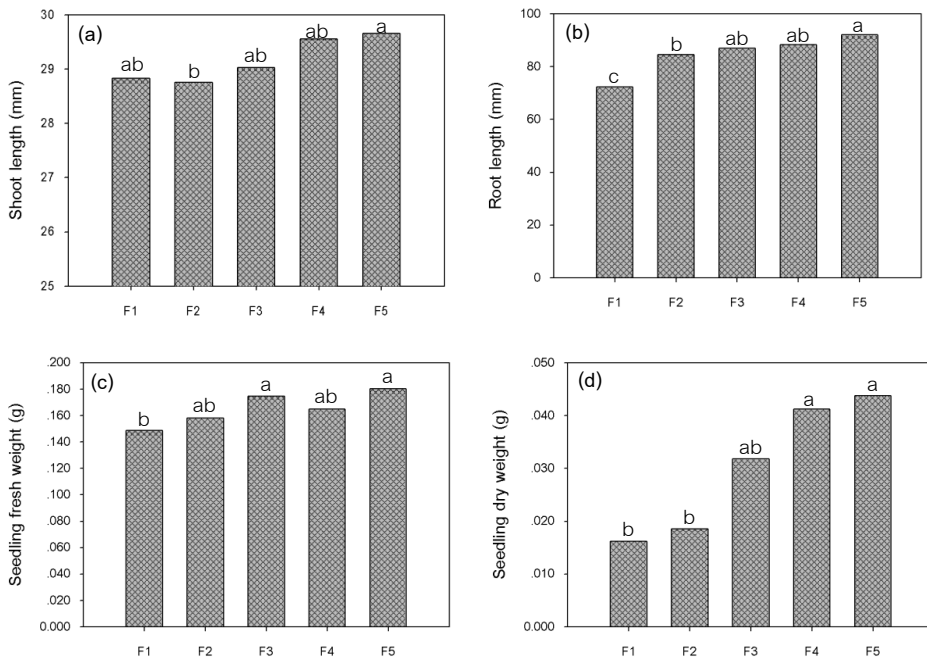 (a)
Shoot length (mm)
30
29
28
27
26
25
ab
b
ab
ab
a
F1 F2 F3 F4 F5
(b)
Root length (mm)
100
80
60
40
20
0
c
b
ab
ab
a
F1 F2 F3 F4 F5
(c)
Seedling fresh weight (g)
.200
.180
.160
.140
.120
.100
.080
.060
.040
.020
0.000
b
ab
a
ab
a
F1 F2 F3 F4 F5
(d)
Seedling dry weight (g)
.050
.040
.030
.020
.010
0.000
b
b
ab
a
a
F1 F2 F3 F4 F5